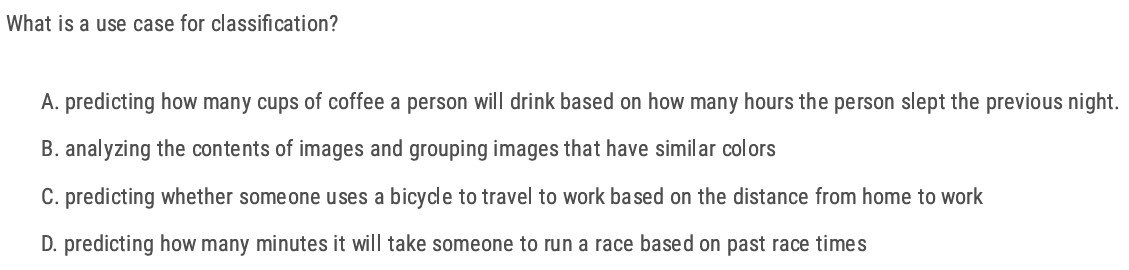 What is a use case for classification?
A. predicting how many cups of coffee a person will drink based on how many hours the person slept the previous night.
B. analyzing the contents of images and grouping images that have similar colors
C. predicting whether someone uses a bicycle to travel to work based on the distance from home to work
D. predicting how many minutes it will take someone to run a race based on past race times